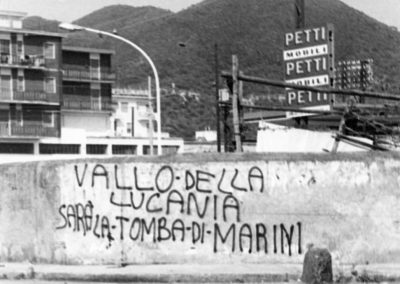 PETTI
MOBILI
PETTI
MOBILI
PETTI
VALLO·DELLA
LUCANIA
SARÀ·LA·TOMBA·DI·MARINI